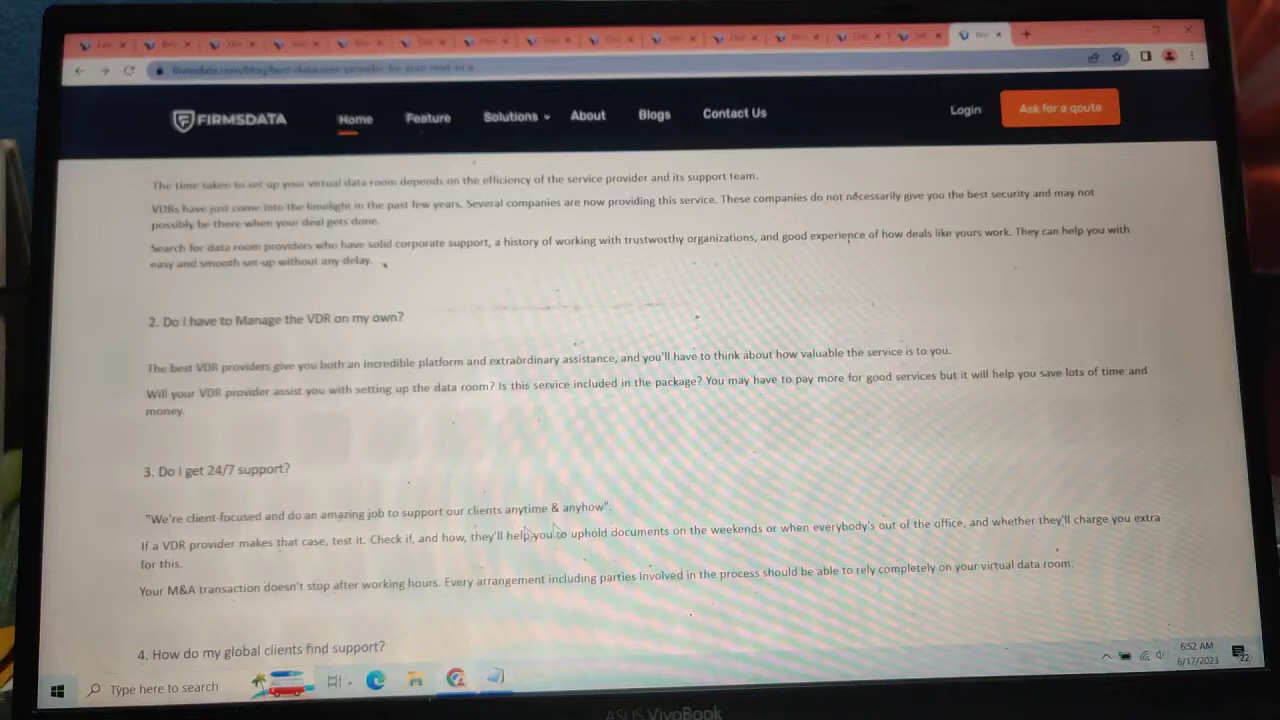 FIRMSDATA
Home
Feature
Solutions
About
Blogs
Contact Us
Login
Ask for a qoute
The time taken to set up your virtual data room depends on the efficiency of the service provider and its support team.
VDRs have just come into the limelight in the past few years. Several companies are now providing this service. These companies do not necessarily give you the best security and may not
possibly be there when your deal gets done.
Search for data room providers who have solid corporate support, a history of working with trustworthy organizations, and good experience of how deals like yours work. They can help you with
easy and smooth set-up without any delay.
2. Do I have to Manage the VDR on my own?
The best VDR providers give you both an incredible platform and extraordinary assistance, and you'll have to think about how valuable the service is to you.
Will your VDR provider assist you with setting up the data room? Is this service included in the package? You may have to pay more for good services but it will help you save lots of time and
money.
3. Do I get 24/7 support?
"We're client-focused and do an amazing job to support our clients anytime & anyhow".
If a VDR provider makes that case, test it. Check if, and how, they'll help you to uphold documents on the weekends or when everybody's out of the office, and whether they'll charge you extra
for this.
Your M&A transaction doesn't stop after working hours. Every arrangement including parties involved in the process should be able to rely completely on your virtual data room.
4. How do my global clients find support?
Type here to search
6:52 AM
6/17/2023
22
ASUS VivoBook